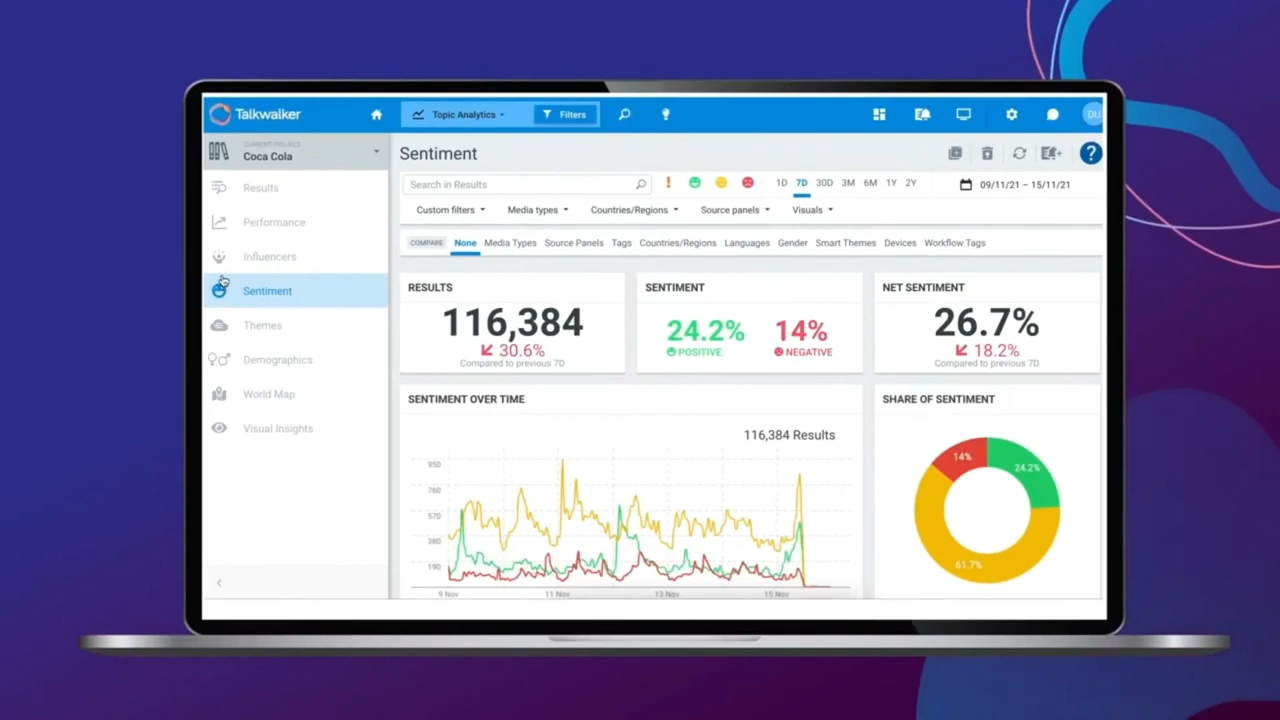 Talkwalker
Topic Analytics
Filters
DU
CURRENT PROJECT
Coca Cola
Results
Performance
Influencers
Sentiment
Themes
Demographics
World Map
Visual Insights
Sentiment
?
Search in Results
! 1D 7D 30D 3M 6M 1Y 2Y 09/11/21 – 15/11/21
Custom filters Media types Countries/Regions Source panels Visuals
COMPARE None Media Types Source Panels Tags Countries/Regions Languages Gender Smart Themes Devices Workflow Tags
RESULTS
116,384
30.6%
Compared to previous 7D
SENTIMENT
24.2% 14%
POSITIVE NEGATIVE
NET SENTIMENT
26.7%
18.2%
Compared to previous 7D
SENTIMENT OVER TIME
116,384 Results
950
760
570
380
190
9 Nov 11 Nov 13 Nov 15 Nov
SHARE OF SENTIMENT
14%
24.2%
61.7%